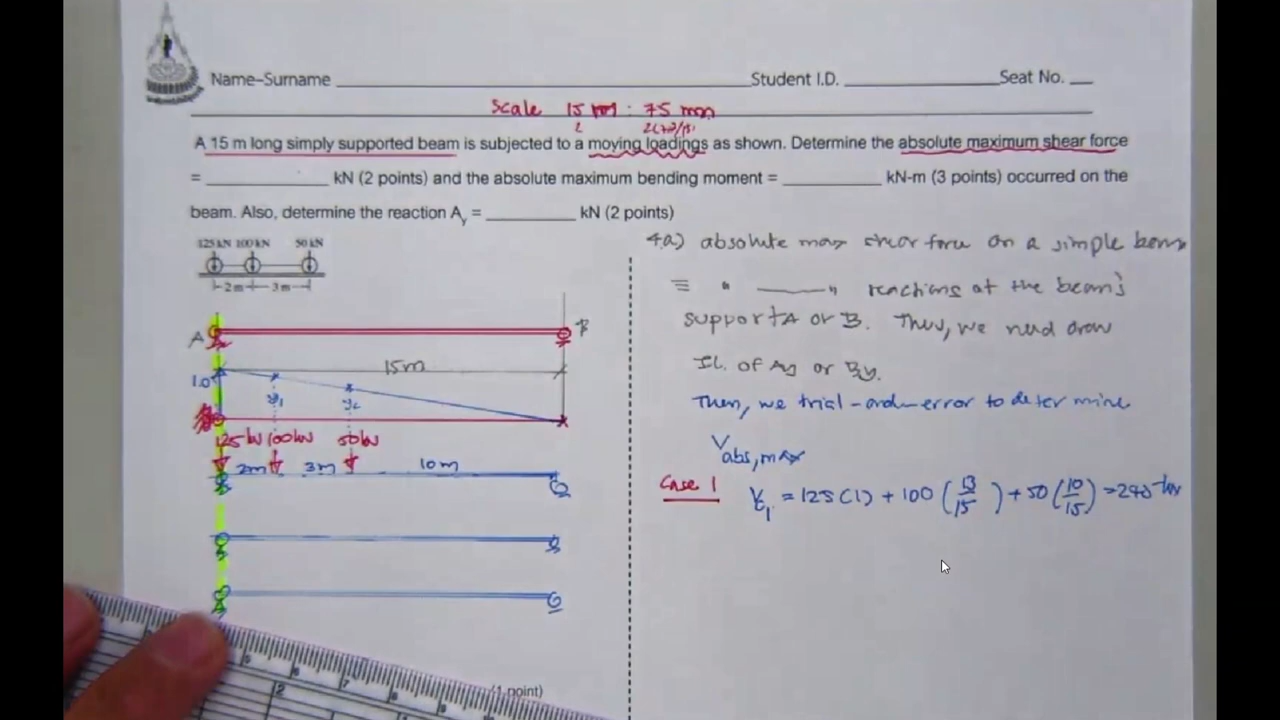 Name–Surname Student I.D. Seat No.
Scale 15 m : 75 mm
A 15 m long simply supported beam is subjected to a moving loadings as shown. Determine the absolute maximum shear force
= kN (2 points) and the absolute maximum bending moment = kN-m (3 points) occurred on the
beam. Also, determine the reaction Ay = kN (2 points)
125 kN 100 kN 50 kN
2 m 3 m
A B
15m
1.0
y1 y2
125 kN 100 kN 50 kN
2m 3m 10m
(1 point)
4.a) absolute max shear force on a simple beam
≡ " ——— " reactions at the beam's
support A or B. Then, we need draw
IL. of Ay or By.
Then, we trial-and-error to determine
Vabs,max
Case 1 V1 = 125(1) + 100 (13/15) + 50 (10/15) =